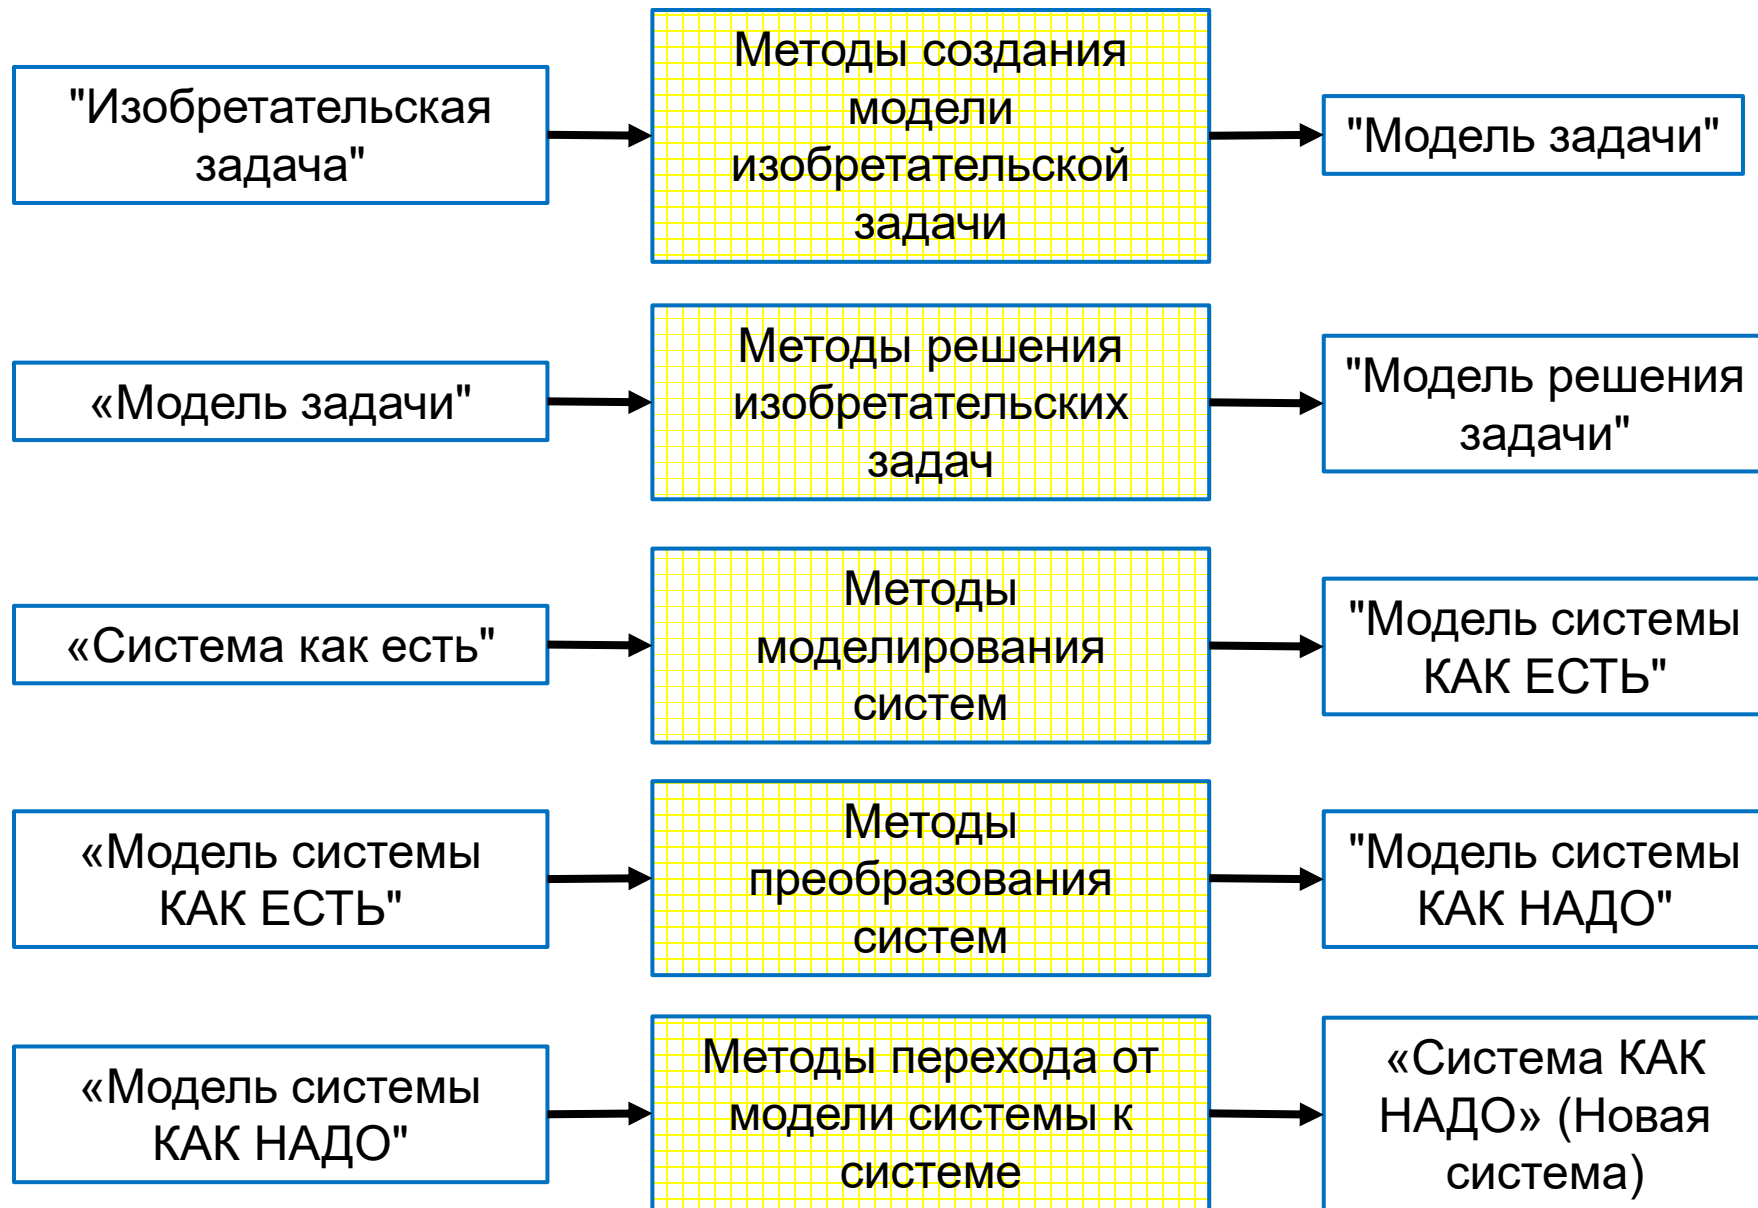 "Изобретательская
задача"
Методы создания
модели
изобретательской
задачи
"Модель задачи"
«Модель задачи"
Методы решения
изобретательских
задач
"Модель решения
задачи"
«Система как есть"
Методы
моделирования
систем
"Модель системы
КАК ЕСТЬ"
«Модель системы
КАК ЕСТЬ"
Методы
преобразования
систем
"Модель системы
КАК НАДО"
«Модель системы
КАК НАДО"
Методы перехода от
модели системы к
системе
«Система КАК
НАДО» (Новая
система)